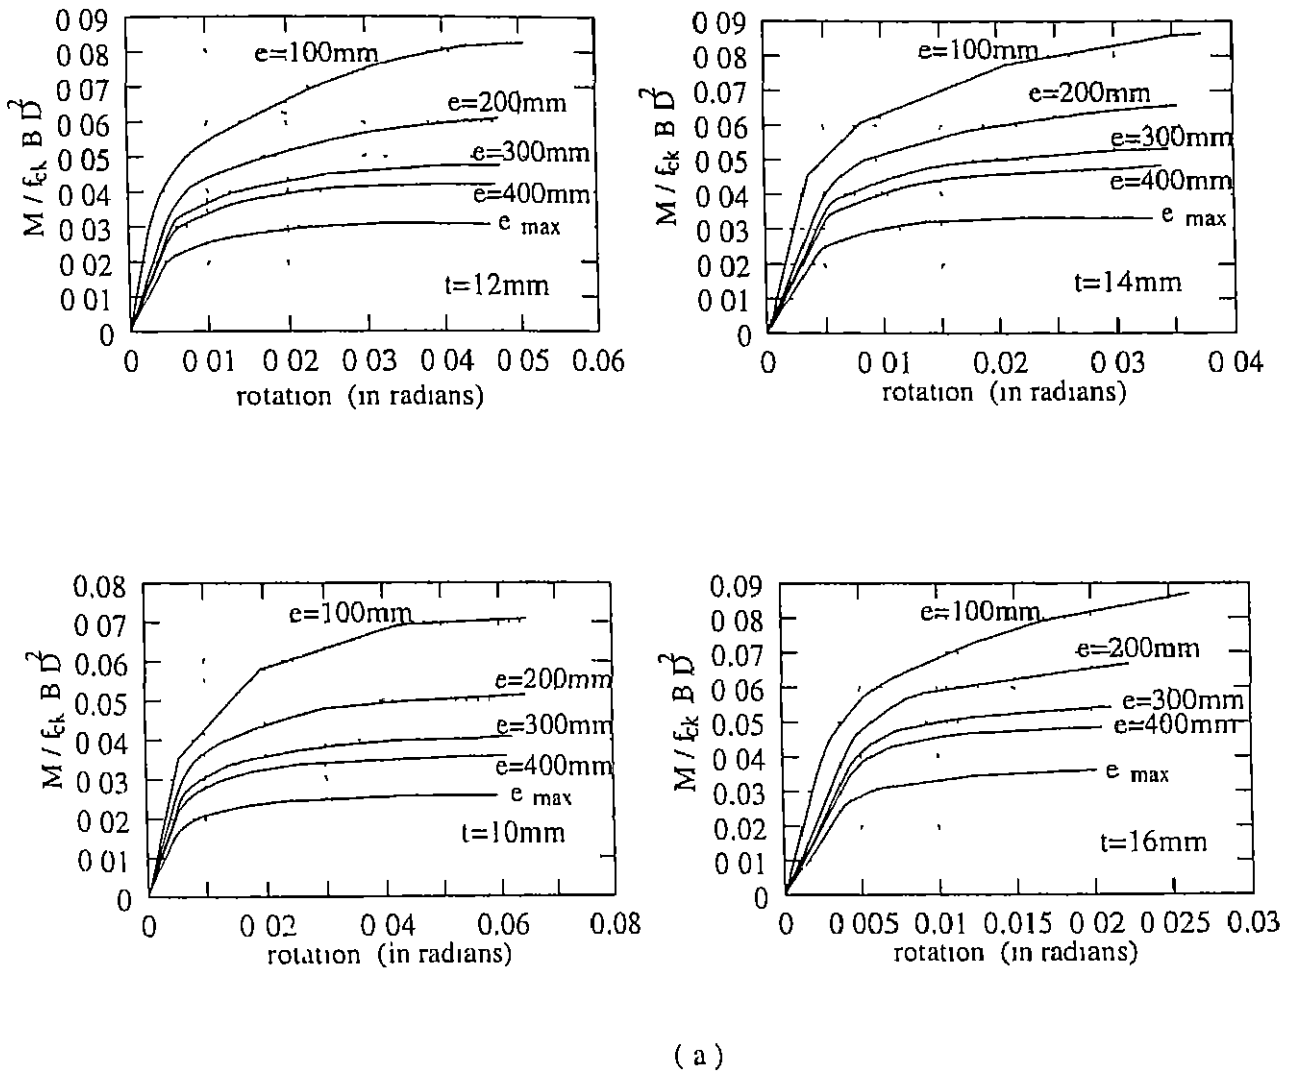 M / fck B D²
0 09
0 08
0 07
0 06
0 05
0 04
0 03
0 02
0 01
0
e=100mm
e=200mm
e=300mm
e=400mm
e max
t=12mm
0 0 01 0 02 0 03 0 04 0 05 0.06
rotation (in radians)
M / fck B D²
0 09
0 08
0.07
0 06
0 05
0 04
0 03
0 02
0 01
0
e=100mm
e=200mm
e=300mm
e=400mm
e max
t=14mm
0 0 01 0.02 0 03 0 04
rotation (in radians)
M / fck B D²
0.08
0.07
0.06
0.05
0 04
0 03
0 02
0 01
0
e=100mm
e=200mm
e=300mm
e=400mm
e max
t=10mm
0 0 02 0.04 0.06 0.08
rotation (in radians)
M / fck B D²
0.09
0.08
0.07
0 06
0.05
0.04
0.03
0.02
0 01
0
e=100mm
e=200mm
e=300mm
e=400mm
e max
t=16mm
0 0 005 0.01 0.015 0 02 0.025 0.03
rotation (in radians)
( a )